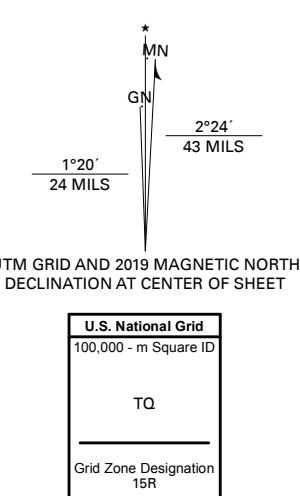 ★
MN
GN
2°24´
43 MILS
1°20´
24 MILS
UTM GRID AND 2019 MAGNETIC NORTH
DECLINATION AT CENTER OF SHEET
U.S. National Grid
100,000 - m Square ID
TQ
Grid Zone Designation
15R